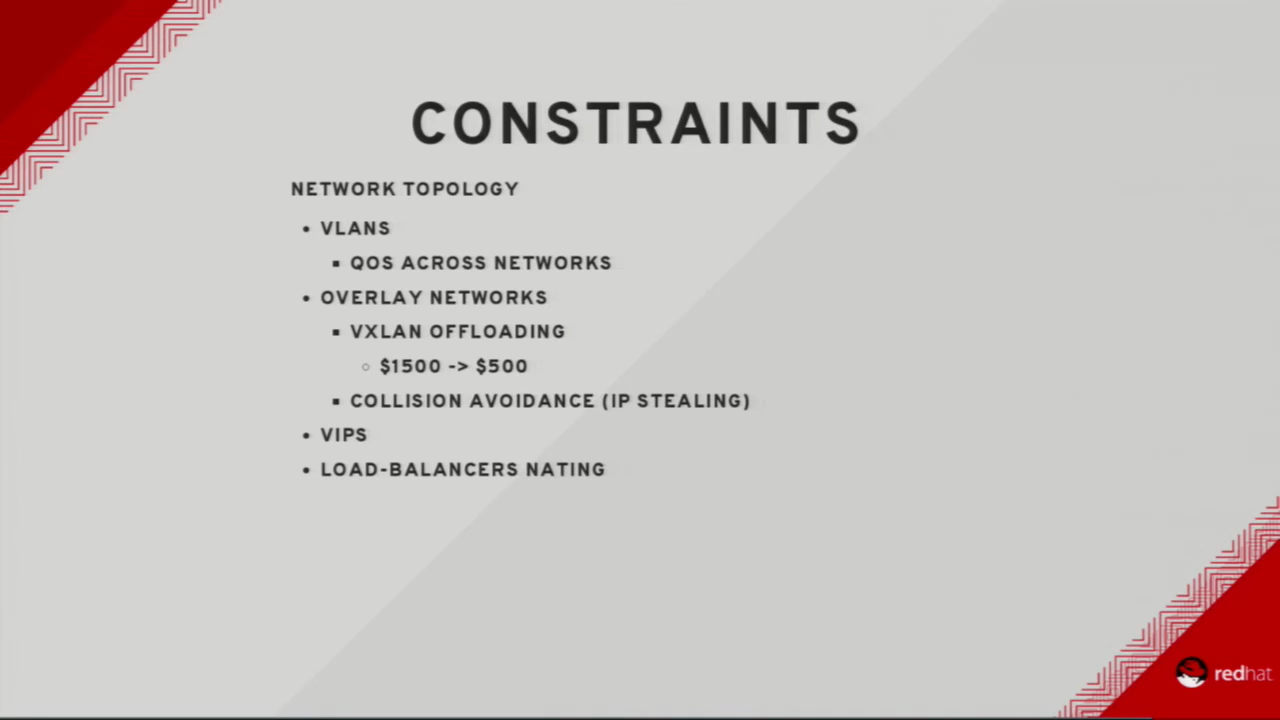 CONSTRAINTS
NETWORK TOPOLOGY
• VLANS
▪ QOS ACROSS NETWORKS
• OVERLAY NETWORKS
▪ VXLAN OFFLOADING
○ $1500 -> $500
▪ COLLISION AVOIDANCE (IP STEALING)
• VIPS
• LOAD-BALANCERS NATING
redhat